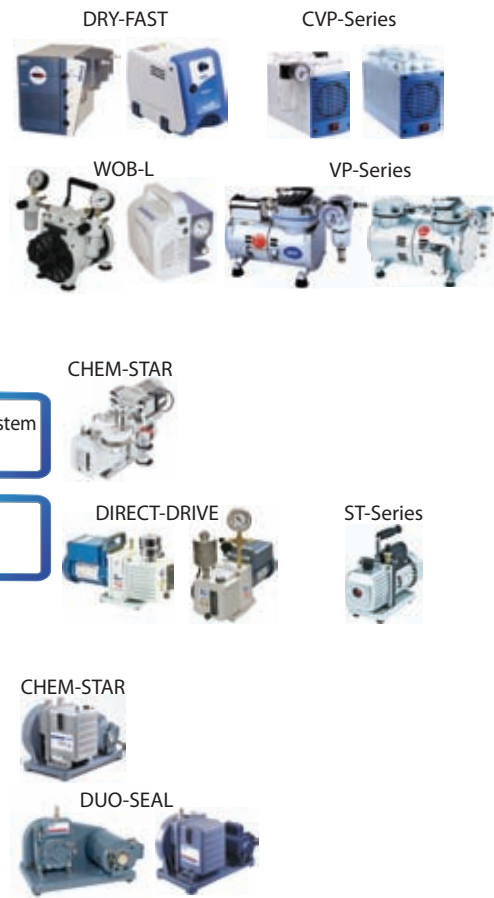 DRY-FAST CVP-Series
WOB-L VP-Series
CHEM-STAR
stem
DIRECT-DRIVE ST-Series
CHEM-STAR
DUO-SEAL